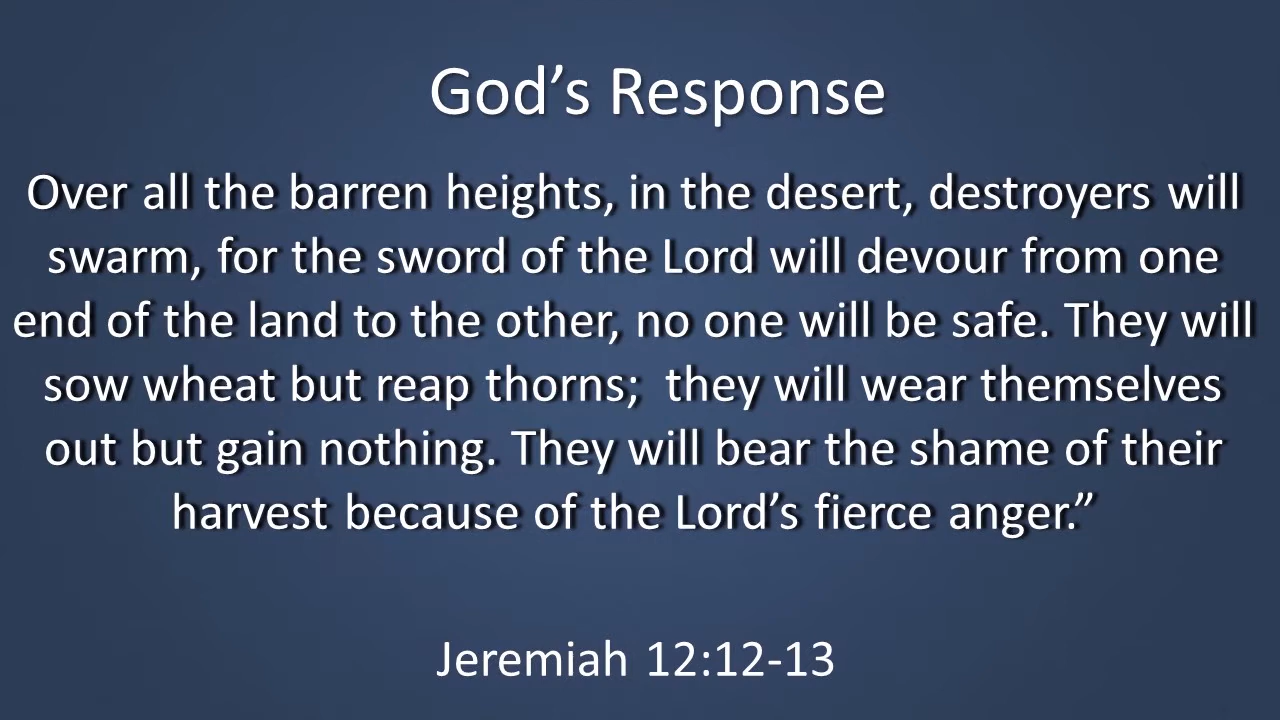 God’s Response
Over all the barren heights, in the desert, destroyers will
swarm, for the sword of the Lord will devour from one
end of the land to the other, no one will be safe. They will
sow wheat but reap thorns;  they will wear themselves
out but gain nothing. They will bear the shame of their
harvest because of the Lord’s fierce anger.”
Jeremiah 12:12-13